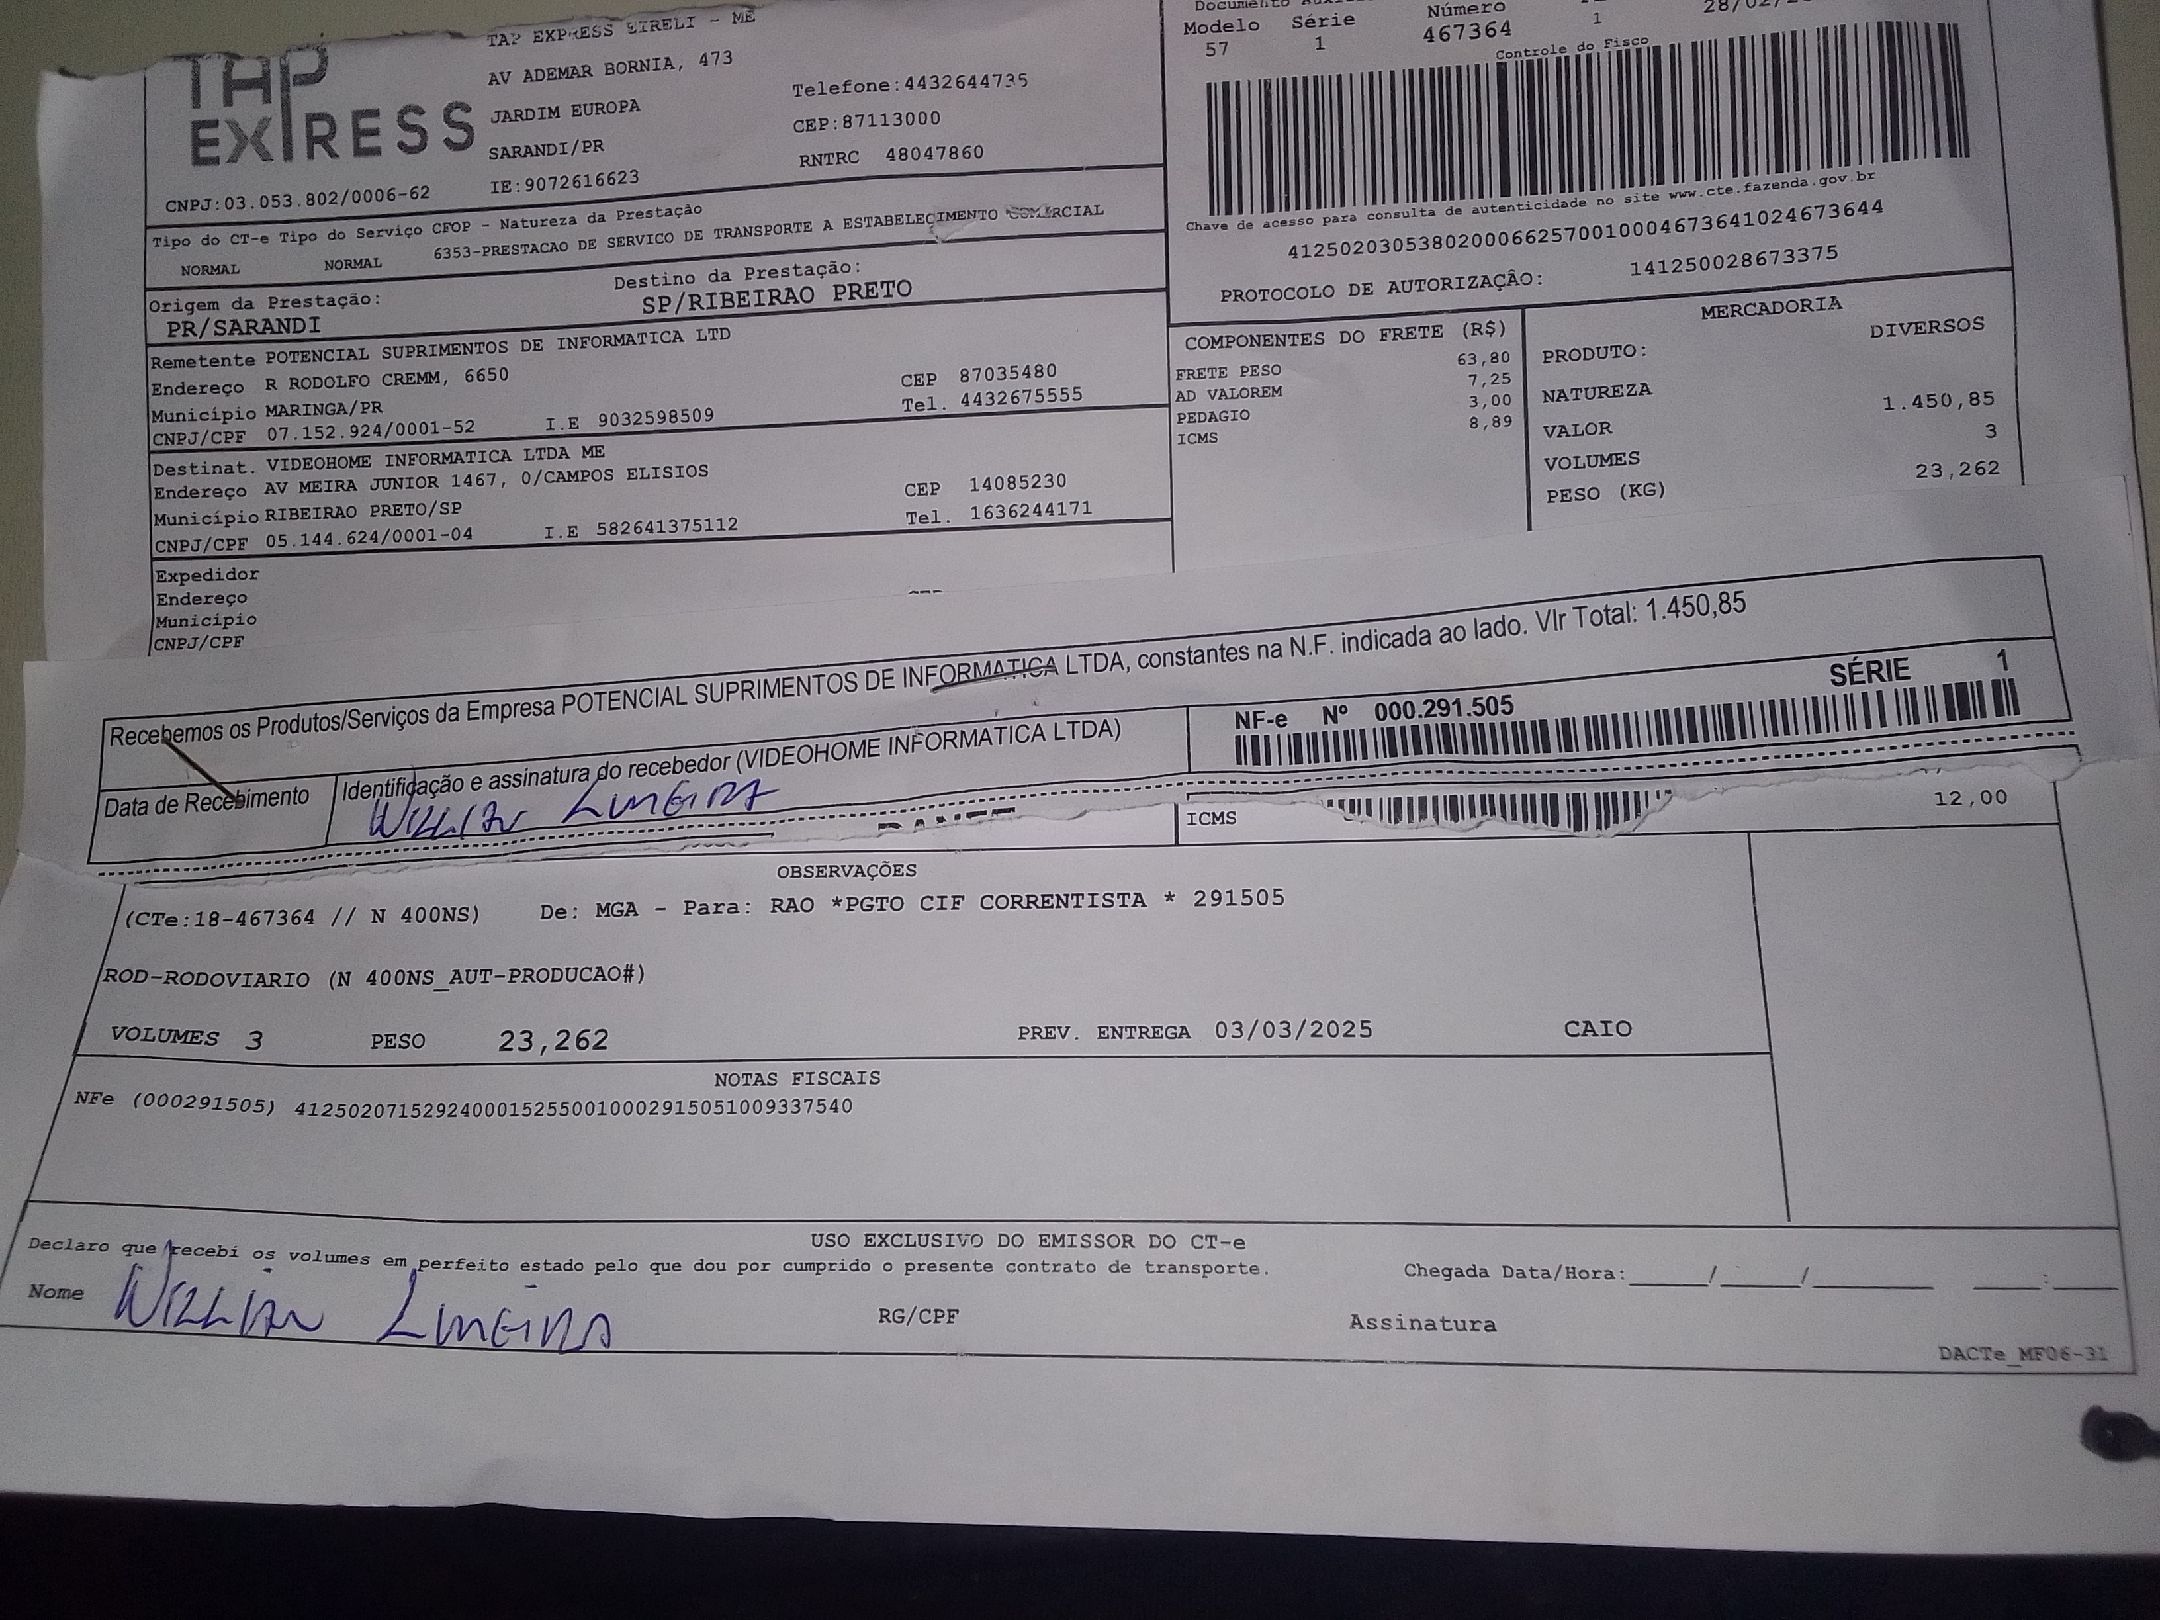 TAP EXPRESS
TAP EXPRESS EIRELI - ME
AV ADEMAR BORNIA, 473
JARDIM EUROPA
SARANDI/PR
IE:9072616623
Telefone:4432644735
CEP:87113000
RNTRC 48047860
CNPJ:03.053.802/0006-62
Modelo Série Número
57 1 467364 1
Controle do Fisco
Chave de acesso para consulta de autenticidade no site www.cte.fazenda.gov.br
41250203053802000662570010004673641024673644
PROTOCOLO DE AUTORIZAÇÃO: 141250028673375
Tipo do CT-e Tipo do Serviço CFOP - Natureza da Prestação
NORMAL NORMAL 6353-PRESTACAO DE SERVICO DE TRANSPORTE A ESTABELECIMENTO COMERCIAL
Origem da Prestação: Destino da Prestação:
PR/SARANDI SP/RIBEIRAO PRETO
Remetente POTENCIAL SUPRIMENTOS DE INFORMATICA LTD
Endereço R RODOLFO CREMM, 6650 CEP 87035480
Município MARINGA/PR Tel. 4432675555
CNPJ/CPF 07.152.924/0001-52 I.E 9032598509
Destinat. VIDEOHOME INFORMATICA LTDA ME
Endereço AV MEIRA JUNIOR 1467, 0/CAMPOS ELISIOS CEP 14085230
Município RIBEIRAO PRETO/SP Tel. 1636244171
CNPJ/CPF 05.144.624/0001-04 I.E 582641375112
Expedidor
Endereço
Município
CNPJ/CPF
COMPONENTES DO FRETE (R$)
FRETE PESO 63,80
AD VALOREM 7,25
PEDAGIO 3,00
ICMS 8,89
MERCADORIA
PRODUTO: DIVERSOS
NATUREZA
VALOR 1.450,85
VOLUMES 3
PESO (KG) 23,262
Recebemos os Produtos/Serviços da Empresa POTENCIAL SUPRIMENTOS DE INFORMATICA LTDA, constantes na N.F. indicada ao lado. Vlr Total: 1.450,85
Data de Recebimento
Identificação e assinatura do recebedor (VIDEOHOME INFORMATICA LTDA)
NF-e Nº 000.291.505 SÉRIE 1
ICMS 12,00
OBSERVAÇÕES
(CTe:18-467364 // N 400NS) De: MGA - Para: RAO *PGTO CIF CORRENTISTA * 291505
ROD-RODOVIARIO (N 400NS_AUT-PRODUCAO#)
VOLUMES 3 PESO 23,262 PREV. ENTREGA 03/03/2025 CAIO
NOTAS FISCAIS
NFe (000291505) 41250207152924000152550010002915051009337540
USO EXCLUSIVO DO EMISSOR DO CT-e
Declaro que recebi os volumes em perfeito estado pelo que dou por cumprido o presente contrato de transporte.
Chegada Data/Hora:_____/_____/_______ ____:____
Nome RG/CPF Assinatura
DACTe_MF06-31